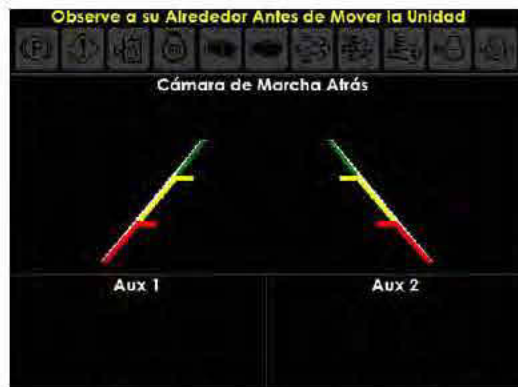 Observe a su Alrededor Antes de Mover la Unidad
Cámara de Marcha Atrás
Aux 1
Aux 2